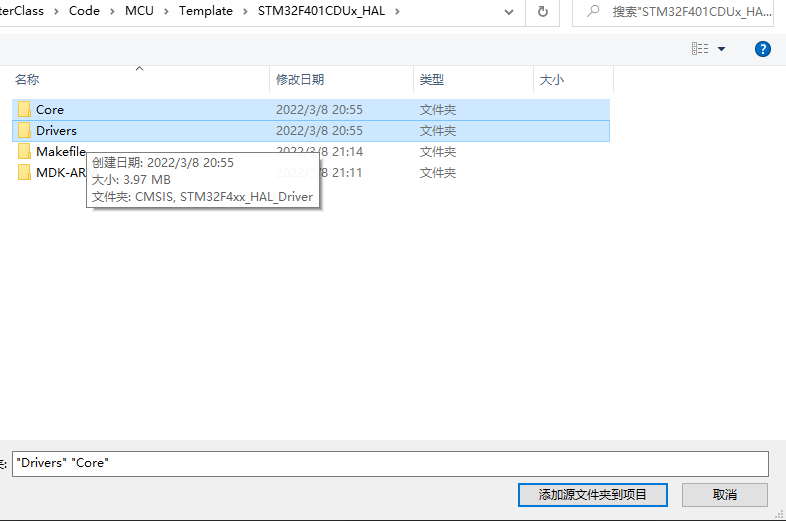 terClass > Code > MCU > Template > STM32F401CDUx_HAL >
搜索"STM32F401CDUx_HA...
名称 修改日期 类型 大小
Core 2022/3/8 20:55 文件夹
Drivers 2022/3/8 20:55 文件夹
Makefile 2022/3/8 21:14 文件夹
MDK-AR 2022/3/8 21:11 文件夹
创建日期: 2022/3/8 20:55
大小: 3.97 MB
文件夹: CMSIS, STM32F4xx_HAL_Driver
"Drivers" "Core"
添加源文件夹到项目 取消